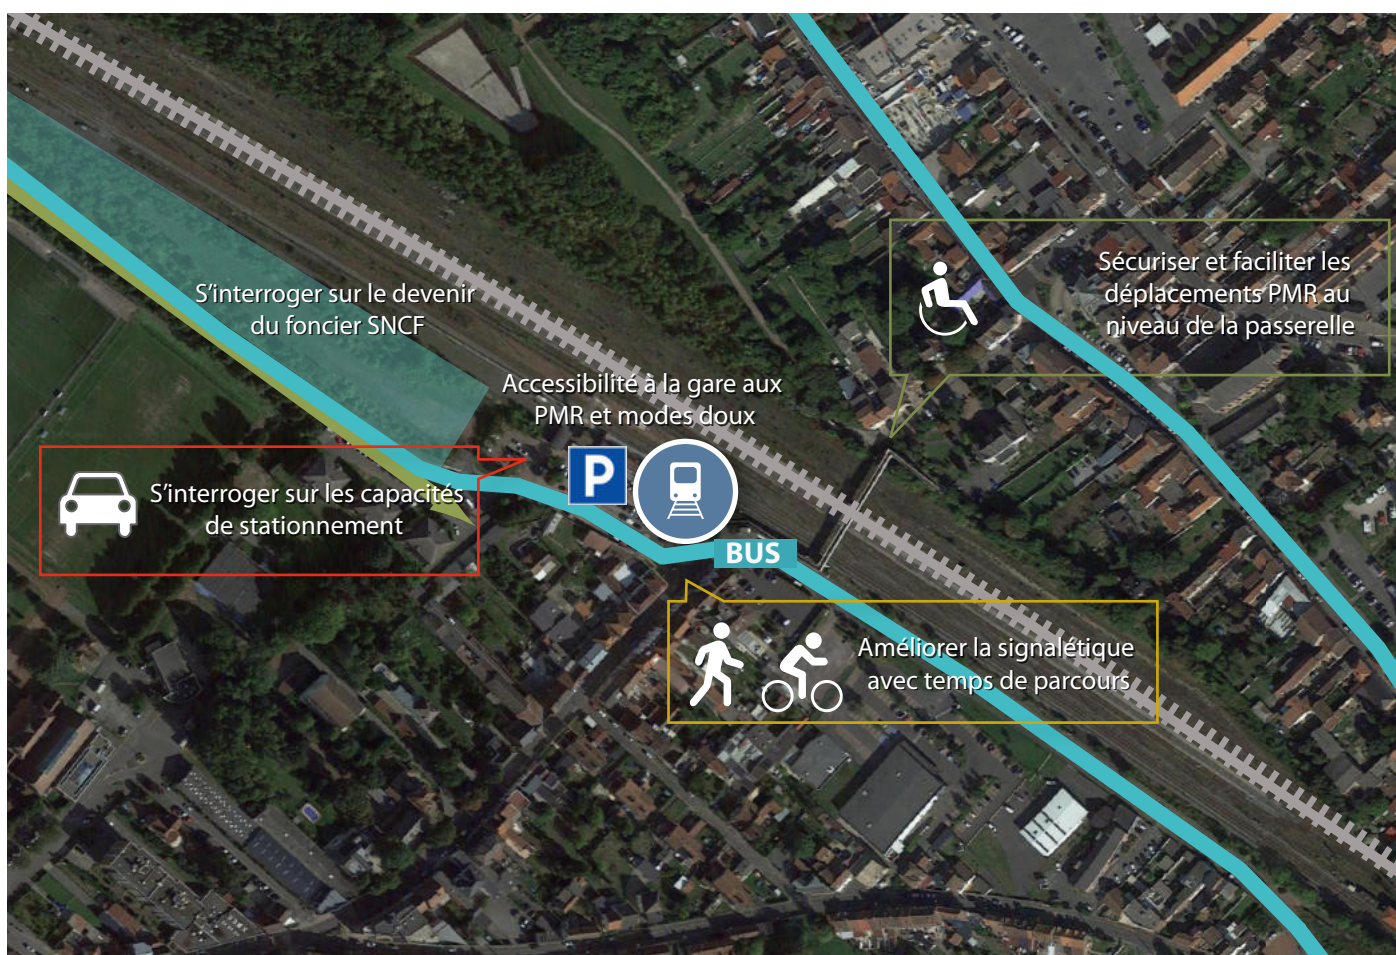 Sécuriser et faciliter les
déplacements PMR au
niveau de la passerelle
S'interroger sur le devenir
du foncier SNCF
Accessibilité à la gare aux
PMR et modes doux
P
S'interroger sur les capacités
de stationnement
BUS
Améliorer la signalétique
avec temps de parcours